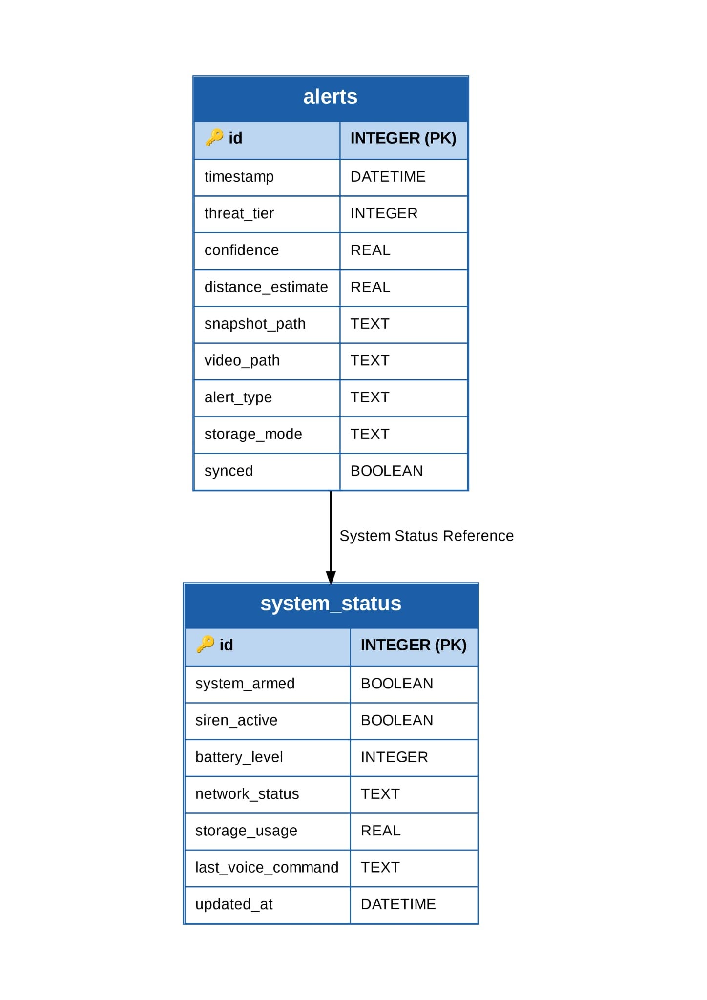 alerts
🔑 id INTEGER (PK)
timestamp DATETIME
threat_tier INTEGER
confidence REAL
distance_estimate REAL
snapshot_path TEXT
video_path TEXT
alert_type TEXT
storage_mode TEXT
synced BOOLEAN
System Status Reference
system_status
🔑 id INTEGER (PK)
system_armed BOOLEAN
siren_active BOOLEAN
battery_level INTEGER
network_status TEXT
storage_usage REAL
last_voice_command TEXT
updated_at DATETIME